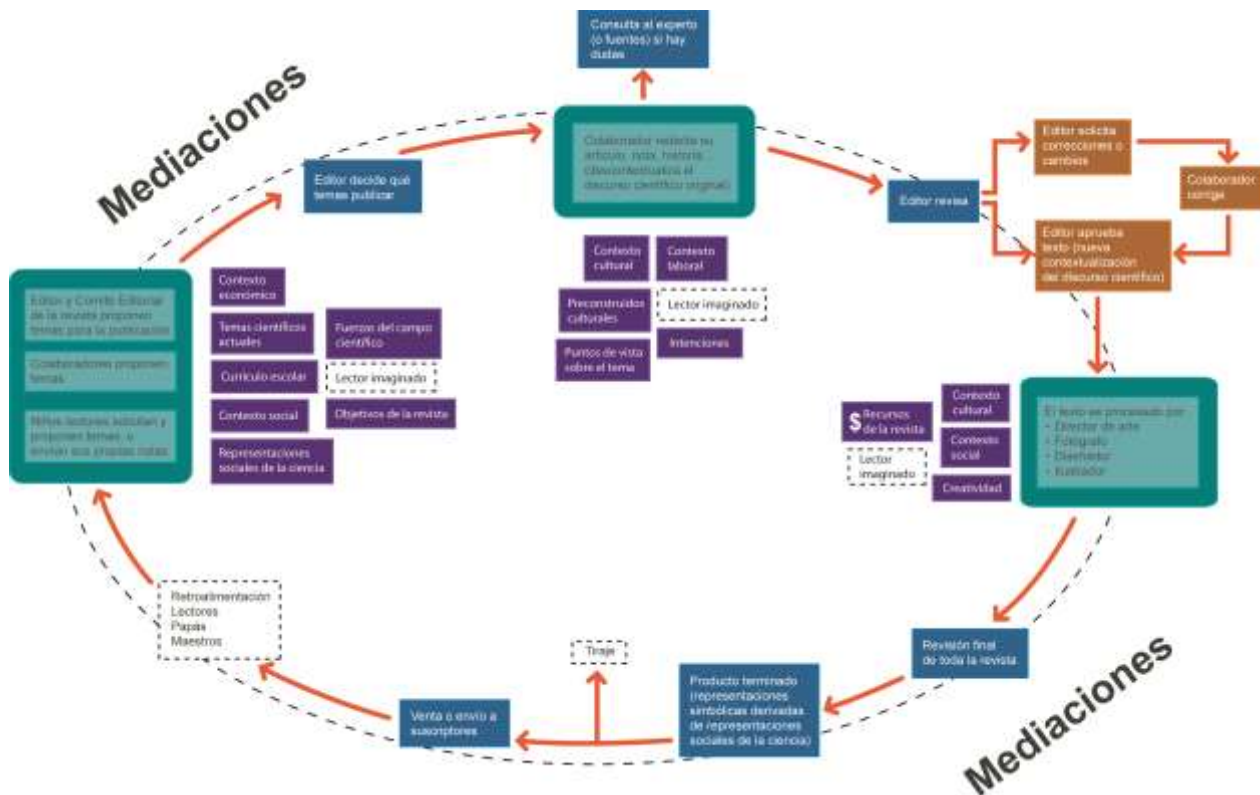 Consulta al experto
(o fuentes) si hay
dudas
Mediaciones
Colaborador redacta su
artículo, nota, historia...
(descontextualiza el
discurso científico original)
Editor decide qué
temas publicar
Editor revisa
Editor solicita
correcciones o
cambios
Colaborador
corrige
Editor aprueba
texto (nueva
contextualización
del discurso científico)
Editor y Comité Editorial
de la revista proponen
temas para la publicación
Colaboradores proponen
temas
Niños lectores solicitan y
proponen temas, o
envían sus propias notas
Contexto
económico
Temas científicos
actuales
Fuerzas del campo
científico
Currículo escolar
Lector imaginado
Contexto social
Objetivos de la revista
Representaciones
sociales de la ciencia
Contexto
cultural
Contexto
laboral
Preconstruidos
culturales
Lector imaginado
Puntos de vista
sobre el tema
Intenciones
$ Recursos
de la revista
Contexto
cultural
Lector
imaginado
Contexto
social
Creatividad
El texto es procesado por:
• Director de arte
• Fotógrafo
• Diseñador
• Ilustrador
Revisión final
de toda la revista
Producto terminado
(representaciones
simbólicas derivadas
de representaciones
sociales de la ciencia)
Tiraje
Venta o envío a
suscriptores
Retroalimentación
Lectores
Papás
Maestros
Mediaciones